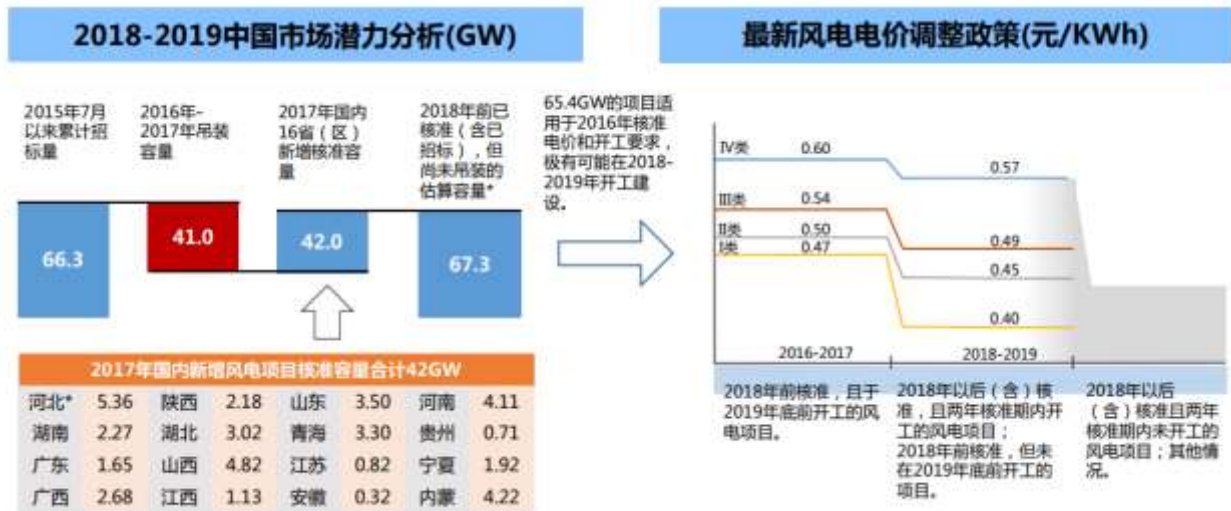 2018-2019中国市场潜力分析(GW)
最新风电电价调整政策(元/KWh)
2015年7月
以来累计招
标量
2016年-
2017年吊装
容量
2017年国内
16省（区）
新增核准容
量
2018年前已
核准（含已
招标），但
尚未吊装的
估算容量*
65.4GW的项目适
用于2016年核准
电价和开工要求，
极有可能在2018-
2019年开工建
设。
66.3
41.0
42.0
67.3
IV类 0.60 0.57
III类 0.54 0.49
II类 0.50 0.45
I类 0.47 0.40
2016-2017 2018-2019
2017年国内新增风电项目核准容量合计42GW
河北* 5.36 陕西 2.18 山东 3.50 河南 4.11
湖南 2.27 湖北 3.02 青海 3.30 贵州 0.71
广东 1.65 山西 4.82 江苏 0.82 宁夏 1.92
广西 2.68 江西 1.13 安徽 0.32 内蒙 4.22
2018年前核准，且于
2019年底前开工的风
电项目。
2018年以后（含）核
准，且两年核准期内开
工的风电项目；
2018年前核准，但未
在2019年底前开工的
项目。
2018年以后
（含）核准且两年
核准期内未开工的
风电项目；其他情
况。